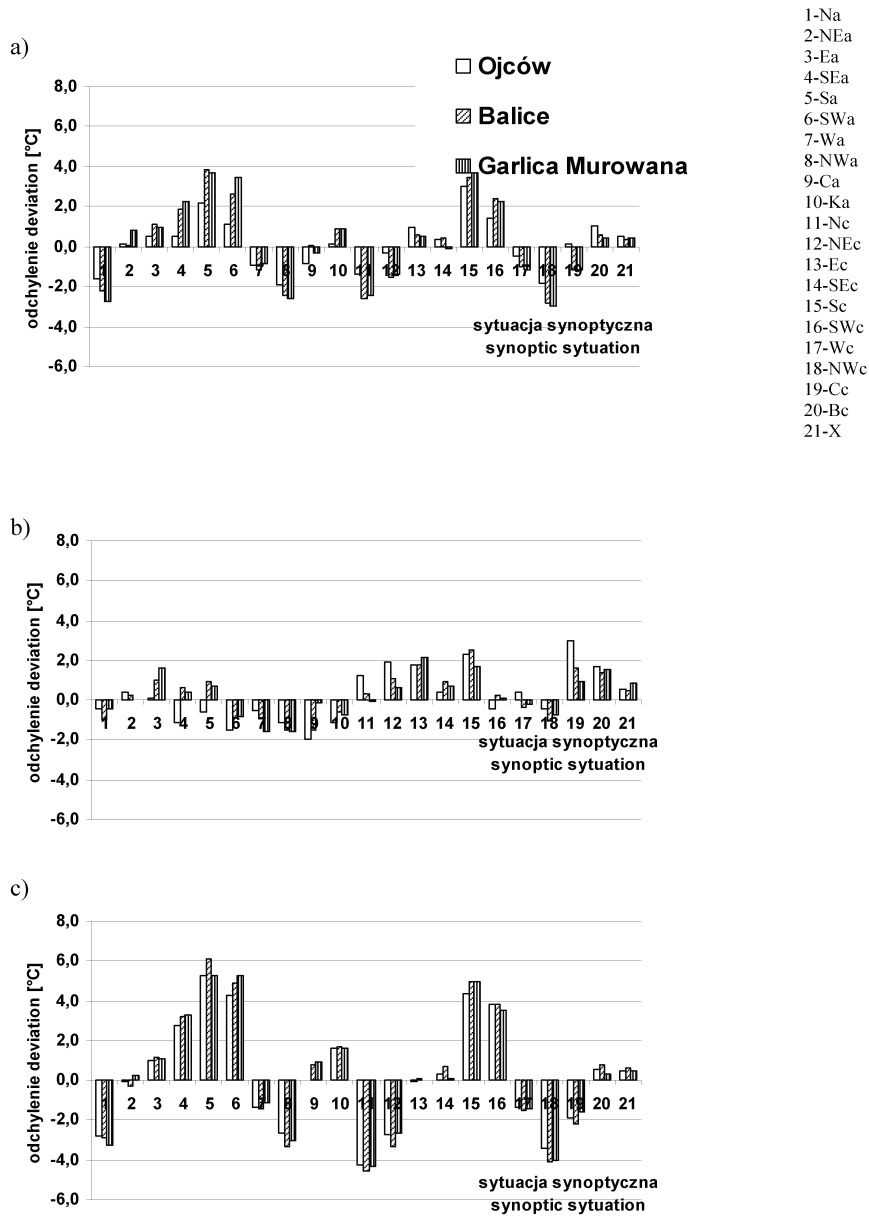 a)
Ojców
Balice
Garlica Murowana
odchylenie deviation [°C]
8,0
6,0
4,0
2,0
0,0
-2,0
-4,0
-6,0
1 2 3 4 5 6 7 8 9 10 11 12 13 14 15 16 17 18 19 20 21
sytuacja synoptyczna
synoptic sytuation
1-Na
2-NEa
3-Ea
4-SEa
5-Sa
6-SWa
7-Wa
8-NWa
9-Ca
10-Ka
11-Nc
12-NEc
13-Ec
14-SEc
15-Sc
16-SWc
17-Wc
18-NWc
19-Cc
20-Bc
21-X
b)
odchylenie deviation [°C]
8,0
6,0
4,0
2,0
0,0
-2,0
-4,0
-6,0
1 2 3 4 5 6 7 8 9 10 11 12 13 14 15 16 17 18 19 20 21
sytuacja synoptyczna
synoptic sytuation
c)
odchylenie deviation [°C]
8,0
6,0
4,0
2,0
0,0
-2,0
-4,0
-6,0
1 2 3 4 5 6 7 8 9 10 11 12 13 14 15 16 17 18 19 20 21
sytuacja synoptyczna
synoptic sytuation